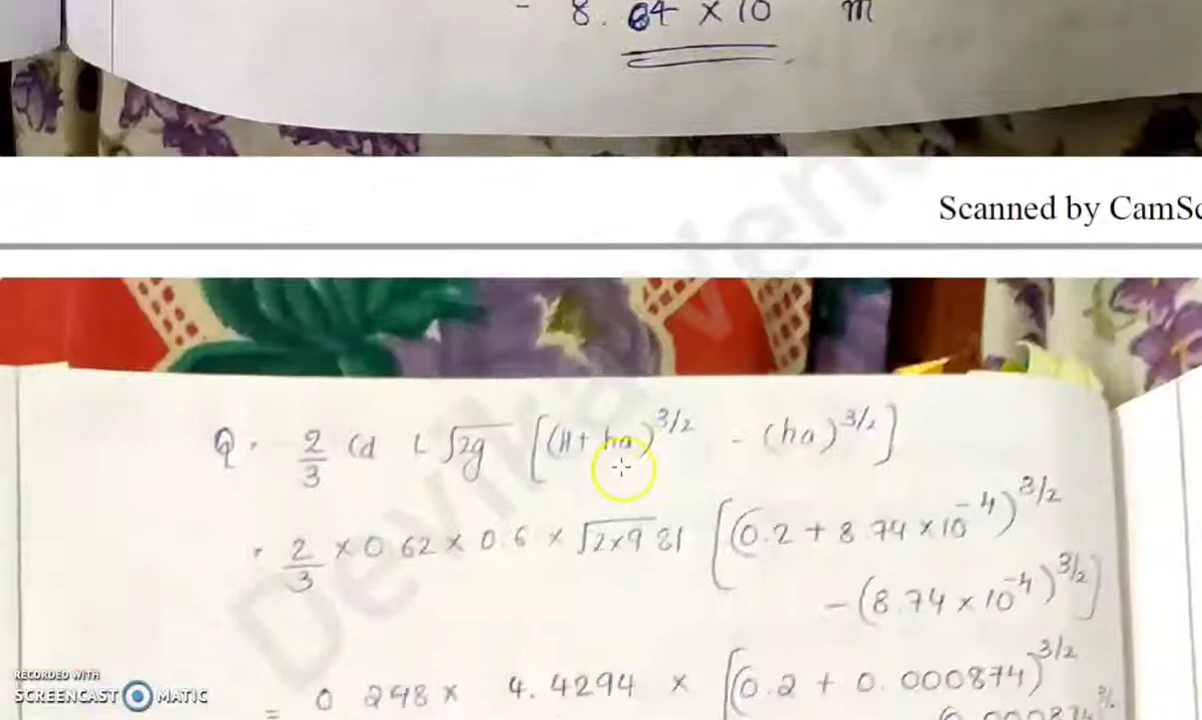 - 8.64 × 10 m
Scanned by CamSc
Q = 2/3 Cd L √2g [(H + ha)^3/2 - (ha)^3/2]
= 2/3 × 0.62 × 0.6 × √2×9.81 [(0.2 + 8.74 × 10^-4)^3/2
- (8.74 × 10^-4)^3/2]
= 0.248 × 4.4294 × [(0.2 + 0.000874)^3/2
RECORDED WITH
SCREENCAST MATIC